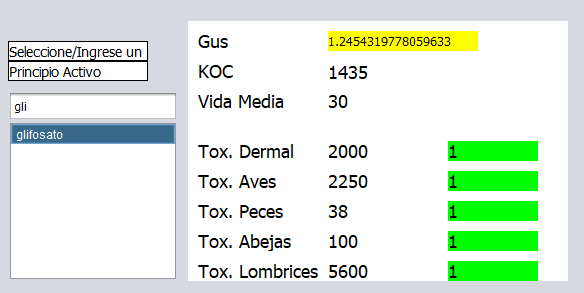 Seleccione/Ingrese un
Principio Activo
gli
glifosato
Gus 1.2454319778059633
KOC 1435
Vida Media 30
Tox. Dermal 2000 1
Tox. Aves 2250 1
Tox. Peces 38 1
Tox. Abejas 100 1
Tox. Lombrices 5600 1